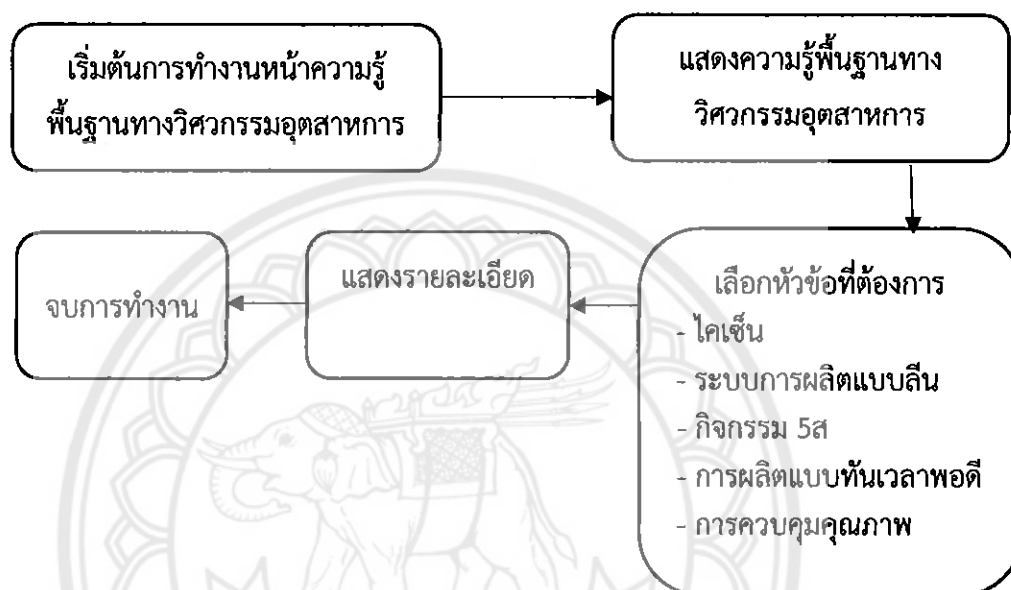 เริ่มต้นการทำงานหน้าความรู้
พื้นฐานทางวิศวกรรมอุตสาหการ
แสดงความรู้พื้นฐานทาง
วิศวกรรมอุตสาหการ
เลือกหัวข้อที่ต้องการ
- ไคเซ็น
- ระบบการผลิตแบบลีน
- กิจกรรม 5ส
- การผลิตแบบทันเวลาพอดี
- การควบคุมคุณภาพ
แสดงรายละเอียด
จบการทำงาน